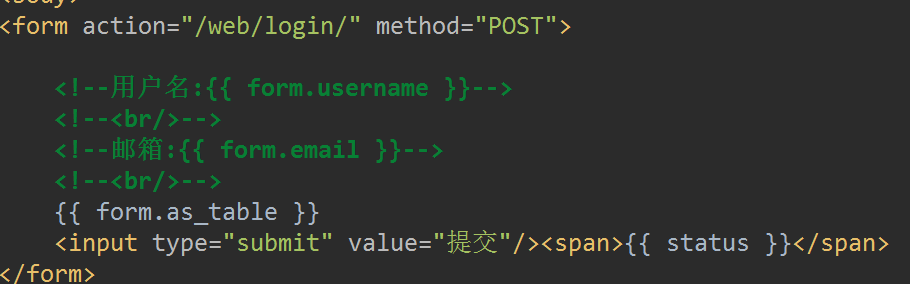 <body>
<form action="/web/login/" method="POST">
<!--用户名:{{ form.username }}-->
<!--<br/>-->
<!--邮箱:{{ form.email }}-->
<!--<br/>-->
{{ form.as_table }}
<input type="submit" value="提交"/><span>{{ status }}</span>
</form>